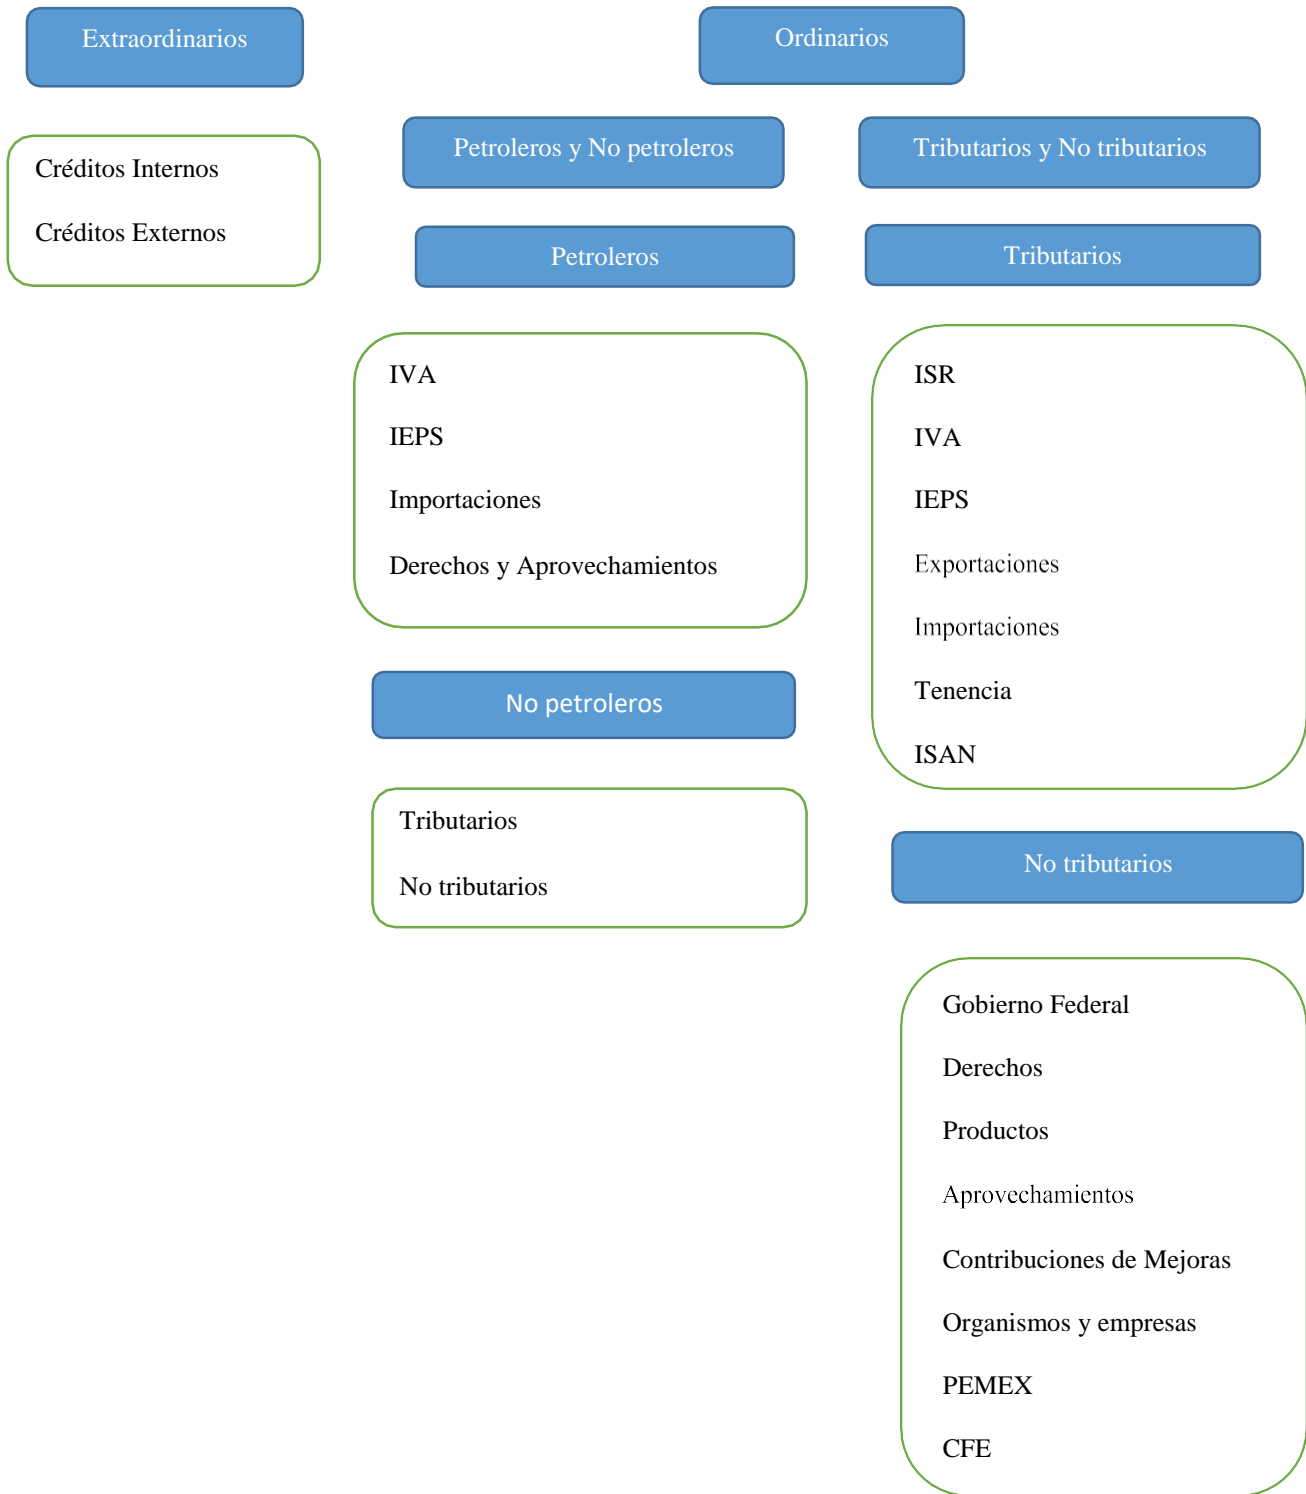 Extraordinarios
Créditos Internos
Créditos Externos
Ordinarios
Petroleros y No petroleros
Petroleros
IVA
IEPS
Importaciones
Derechos y Aprovechamientos
No petroleros
Tributarios
No tributarios
Tributarios y No tributarios
Tributarios
ISR
IVA
IEPS
Exportaciones
Importaciones
Tenencia
ISAN
No tributarios
Gobierno Federal
Derechos
Productos
Aprovechamientos
Contribuciones de Mejoras
Organismos y empresas
PEMEX
CFE